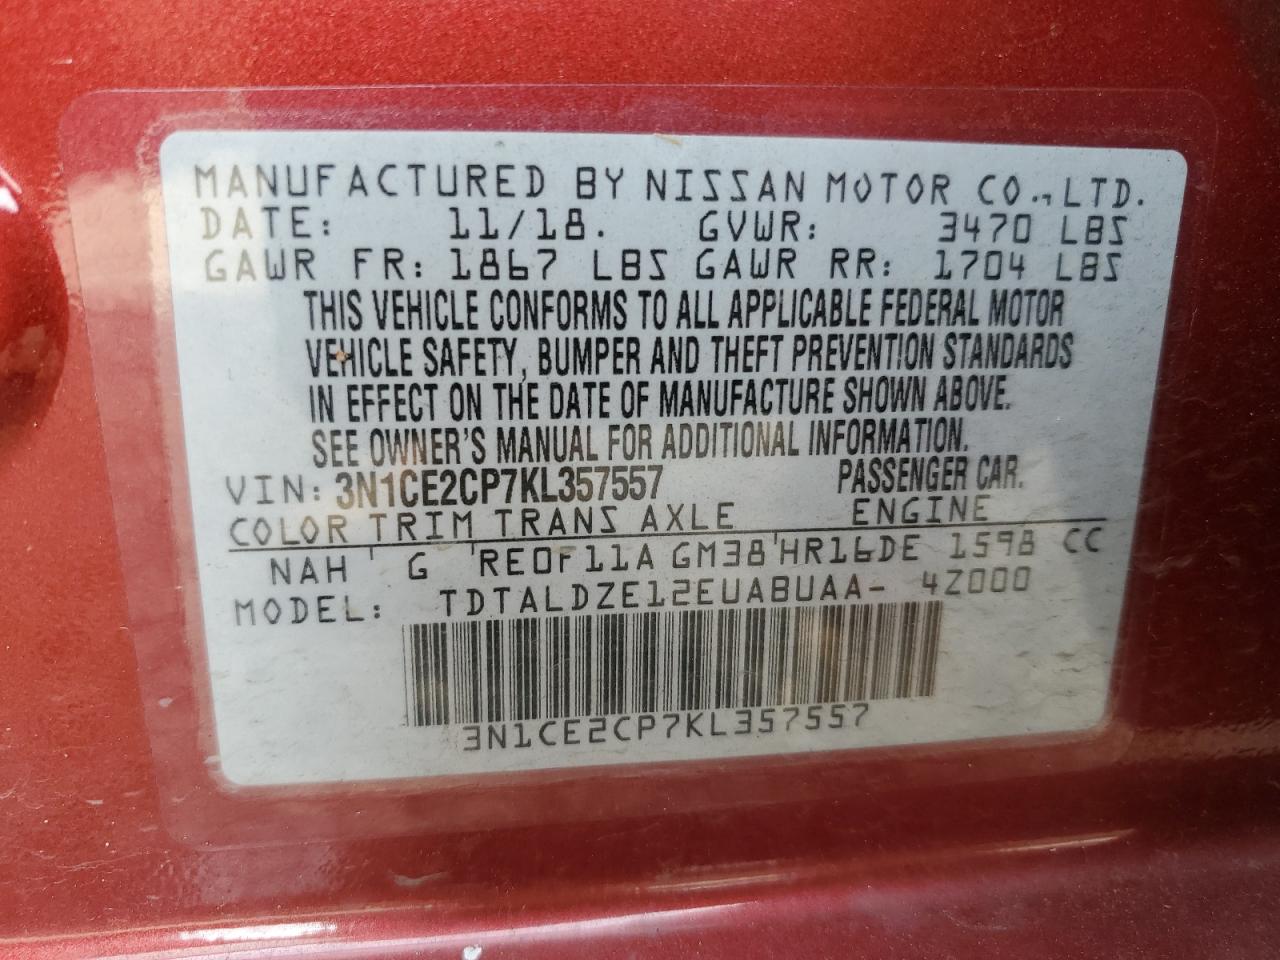 MANUFACTURED BY NISSAN MOTOR CO., LTD.
DATE: 11/18. GVWR: 3470 LBS
GAWR FR: 1867 LBS GAWR RR: 1704 LBS
THIS VEHICLE CONFORMS TO ALL APPLICABLE FEDERAL MOTOR
VEHICLE SAFETY, BUMPER AND THEFT PREVENTION STANDARDS
IN EFFECT ON THE DATE OF MANUFACTURE SHOWN ABOVE.
SEE OWNER'S MANUAL FOR ADDITIONAL INFORMATION.
VIN: 3N1CE2CP7KL357557 PASSENGER CAR.
COLOR TRIM TRANS AXLE ENGINE
NAH ' G ' RE0F11A GM38 ' HR16DE 1598 CC
MODEL: TDTALDZE12EUABUAA- 4Z000
3N1CE2CP7KL357557